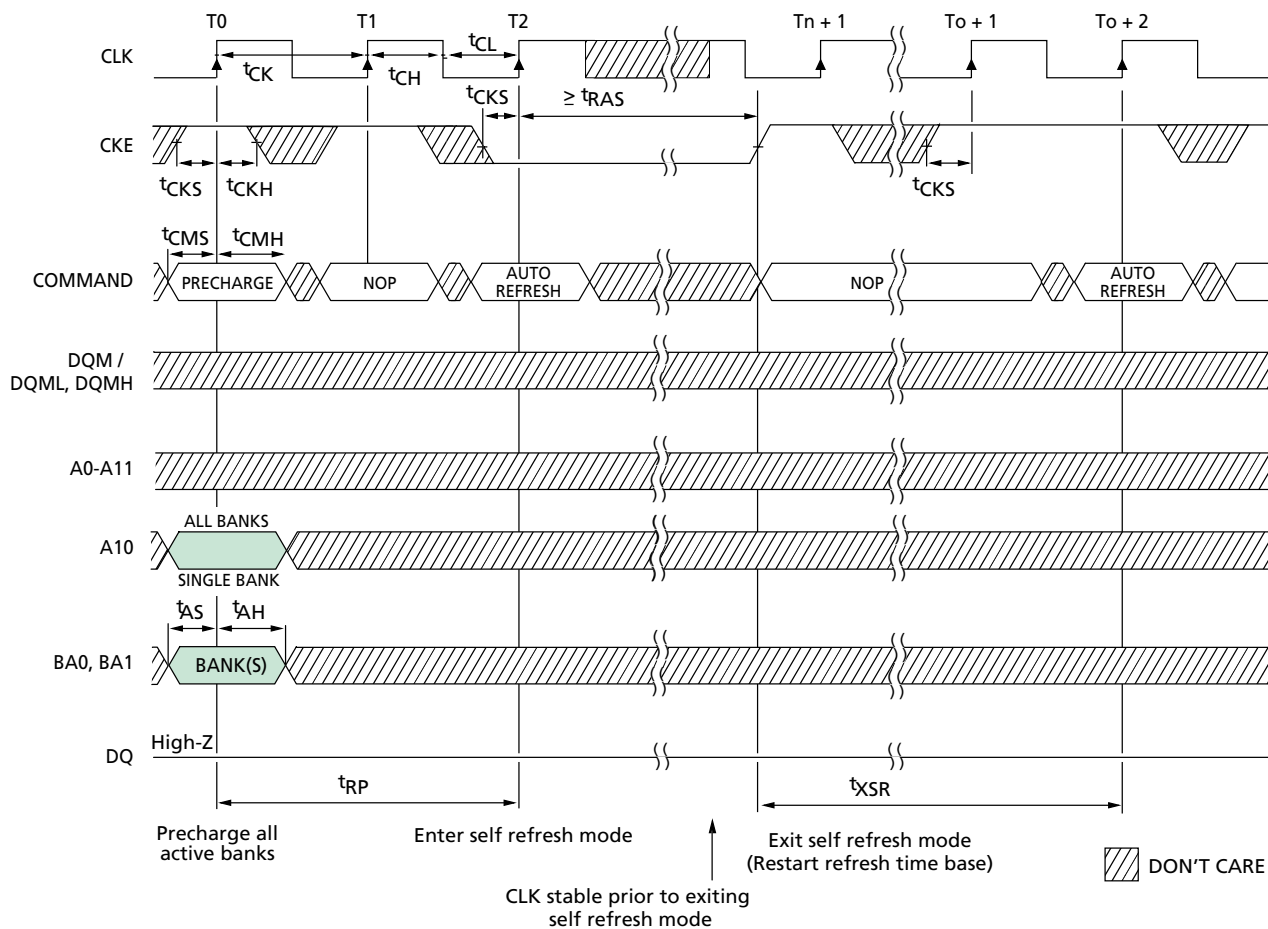 T0 T1 T2 Tn + 1 To + 1 To + 2
CLK
tCK tCH tCL
tCKS ≥ tRAS
CKE
tCKS tCKH tCKS
tCMS tCMH
COMMAND PRECHARGE NOP AUTO REFRESH NOP AUTO REFRESH
DQM /
DQML, DQMH
A0-A11
ALL BANKS
A10
SINGLE BANK
tAS tAH
BA0, BA1 BANK(S)
High-Z
DQ
tRP tXSR
Precharge all
active banks
Enter self refresh mode
CLK stable prior to exiting
self refresh mode
Exit self refresh mode
(Restart refresh time base)
DON'T CARE